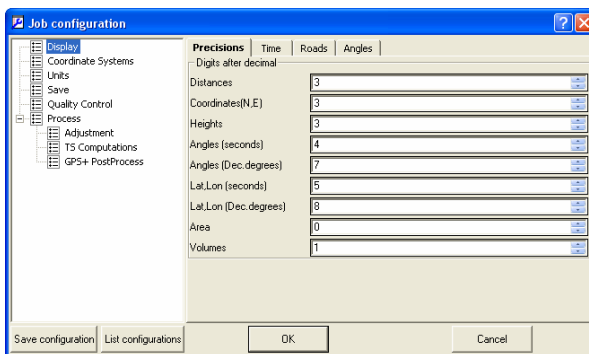 Job configuration
Display
Coordinate Systems
Units
Save
Quality Control
Process
Adjustment
TS Computations
GPS+ PostProcess
Precisions Time Roads Angles
Digits after decimal
Distances 3
Coordinates(N,E) 3
Heights 3
Angles (seconds) 4
Angles (Dec.degrees) 7
Lat,Lon (seconds) 5
Lat,Lon (Dec.degrees) 8
Area 0
Volumes 1
Save configuration List configurations OK Cancel